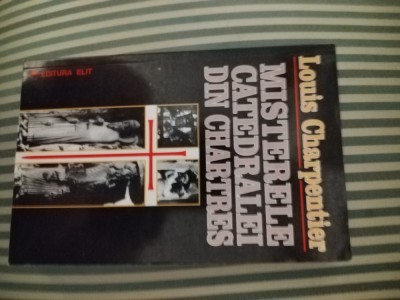 Louis Charpentier
MISTERELE
CATEDRALEI
DIN CHARTRES
EDITURA ELIT